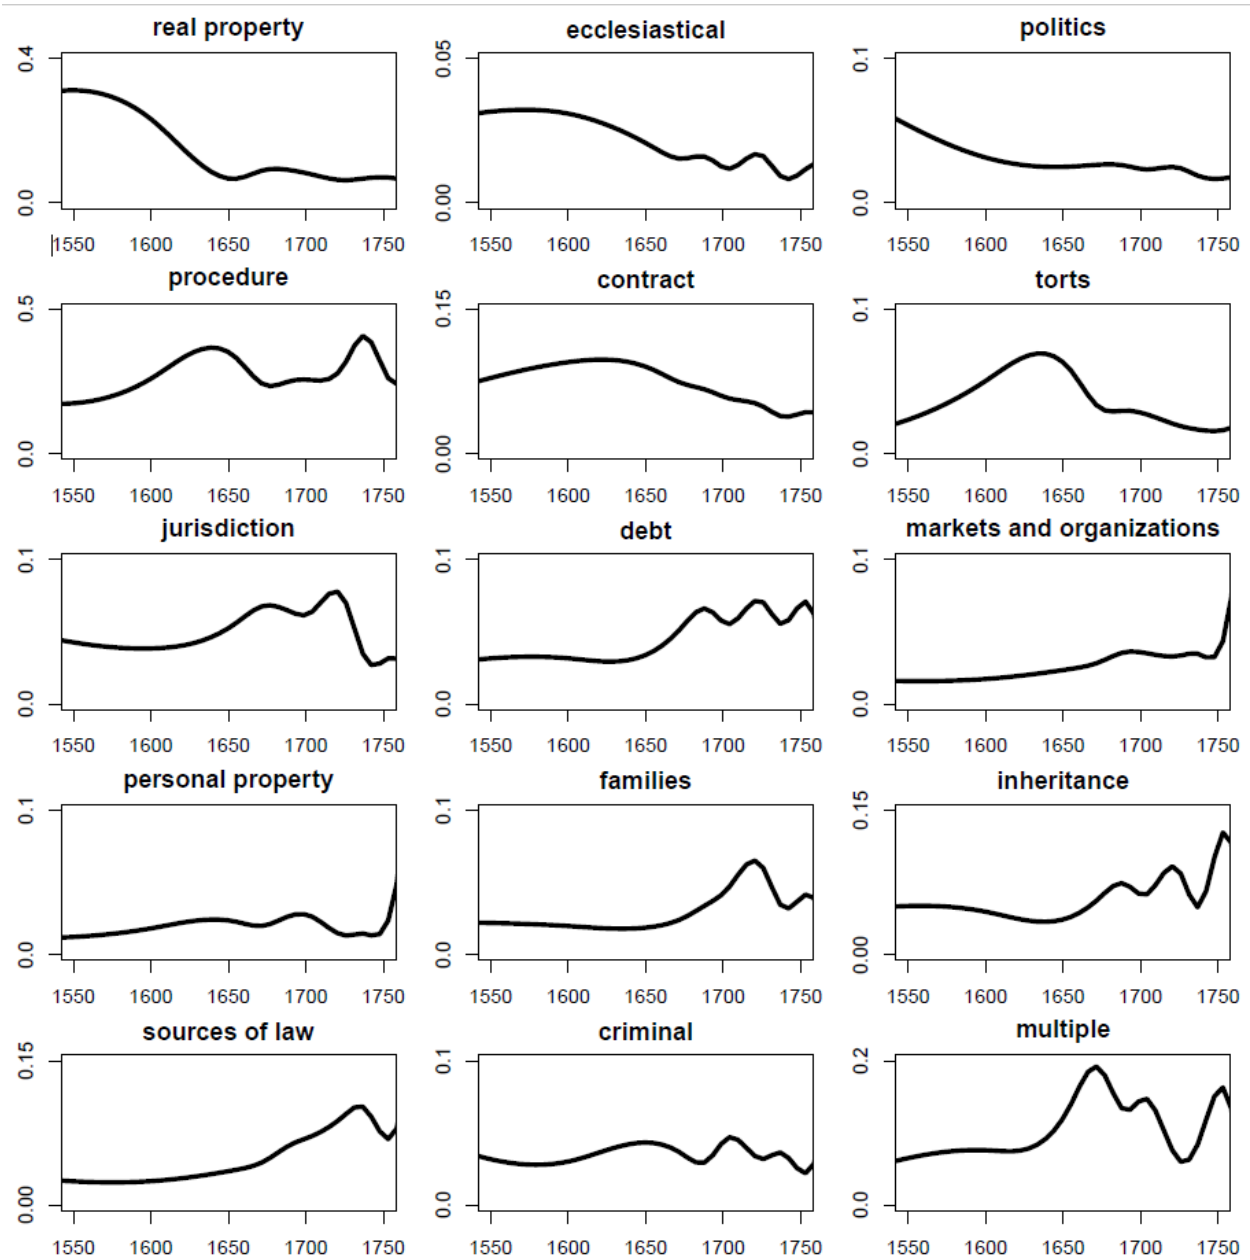 real property ecclesiastical politics
0.4 0.05 0.1
0.0 0.00 0.0
1550 1600 1650 1700 1750 1550 1600 1650 1700 1750 1550 1600 1650 1700 1750
procedure contract torts
0.5 0.15 0.1
0.0 0.00 0.0
1550 1600 1650 1700 1750 1550 1600 1650 1700 1750 1550 1600 1650 1700 1750
jurisdiction debt markets and organizations
0.1 0.1 0.1
0.0 0.0 0.0
1550 1600 1650 1700 1750 1550 1600 1650 1700 1750 1550 1600 1650 1700 1750
personal property families inheritance
0.1 0.1 0.15
0.0 0.0 0.00
1550 1600 1650 1700 1750 1550 1600 1650 1700 1750 1550 1600 1650 1700 1750
sources of law criminal multiple
0.15 0.1 0.2
0.00 0.0 0.0
1550 1600 1650 1700 1750 1550 1600 1650 1700 1750 1550 1600 1650 1700 1750